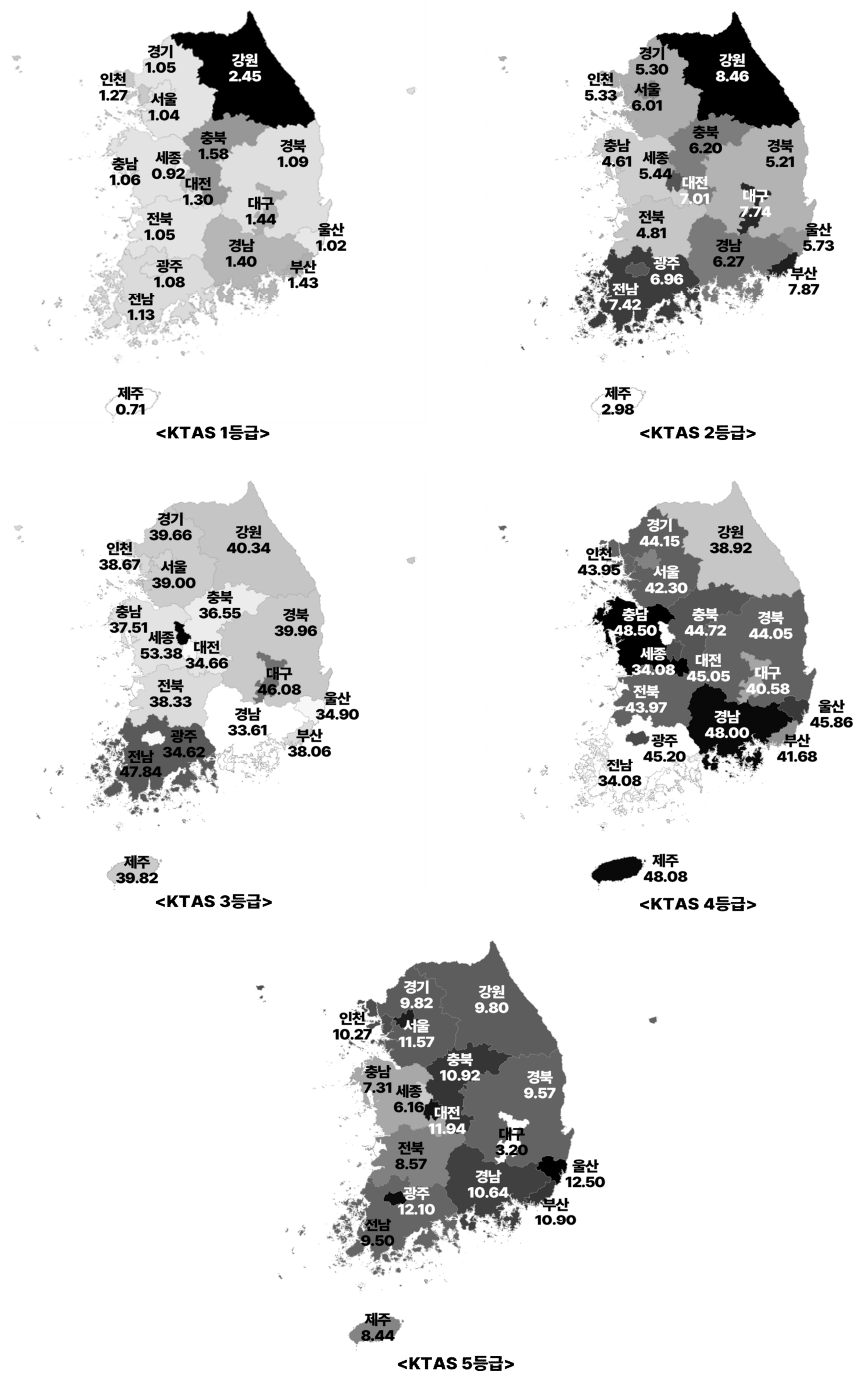 경기
1.05
강원
2.45
인천
1.27
서울
1.04
충북
1.58
경북
1.09
충남
1.06
세종
0.92
대전
1.30
대구
1.44
전북
1.05
울산
1.02
경남
1.40
광주
1.08
부산
1.43
전남
1.13
제주
0.71
<KTAS 1등급>
경기
5.30
강원
8.46
인천
5.33
서울
6.01
충북
6.20
경북
5.21
충남
4.61
세종
5.44
대전
7.01
대구
7.74
전북
4.81
울산
5.73
경남
6.27
광주
6.96
부산
7.87
전남
7.42
제주
2.98
<KTAS 2등급>
경기
39.66
강원
40.34
인천
38.67
서울
39.00
충북
36.55
경북
39.96
충남
37.51
세종
53.38
대전
34.66
대구
46.08
전북
38.33
울산
34.90
경남
33.61
광주
34.62
부산
38.06
전남
47.84
제주
39.82
<KTAS 3등급>
경기
44.15
강원
38.92
인천
43.95
서울
42.30
충남
48.50
충북
44.72
경북
44.05
세종
34.08
대전
45.05
대구
40.58
전북
43.97
울산
45.86
경남
48.00
광주
45.20
부산
41.68
전남
34.08
제주
48.08
<KTAS 4등급>
경기
9.82
강원
9.80
인천
10.27
서울
11.57
충북
10.92
충남
7.31
경북
9.57
세종
6.16
대전
11.94
대구
3.20
전북
8.57
울산
12.50
경남
10.64
광주
12.10
부산
10.90
전남
9.50
제주
8.44
<KTAS 5등급>